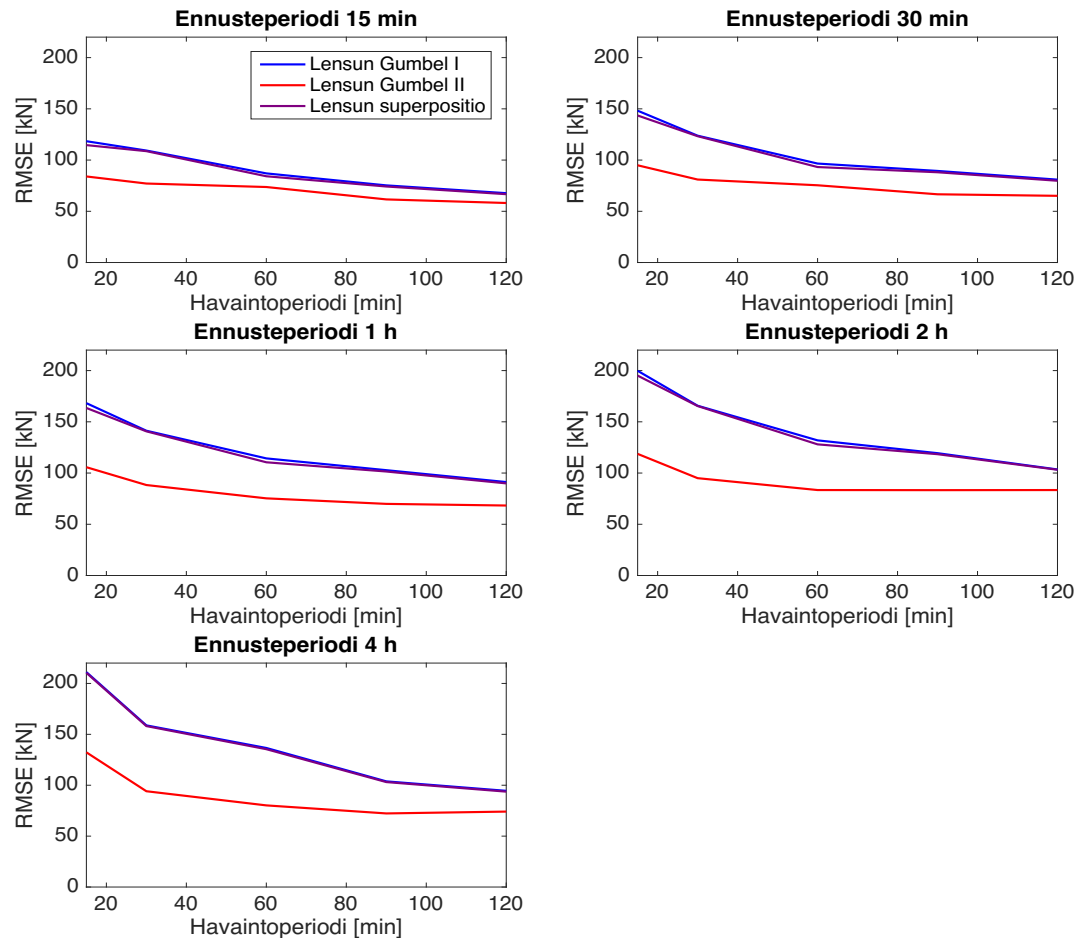 Ennusteperiodi 15 min
200
150
100
50
0
RMSE [kN]
20 40 60 80 100 120
Havaintoperiodi [min]
Lensun Gumbel I
Lensun Gumbel II
Lensun superpositio
Ennusteperiodi 30 min
200
150
100
50
0
RMSE [kN]
20 40 60 80 100 120
Havaintoperiodi [min]
Ennusteperiodi 1 h
200
150
100
50
0
RMSE [kN]
20 40 60 80 100 120
Havaintoperiodi [min]
Ennusteperiodi 2 h
200
150
100
50
0
RMSE [kN]
20 40 60 80 100 120
Havaintoperiodi [min]
Ennusteperiodi 4 h
200
150
100
50
0
RMSE [kN]
20 40 60 80 100 120
Havaintoperiodi [min]